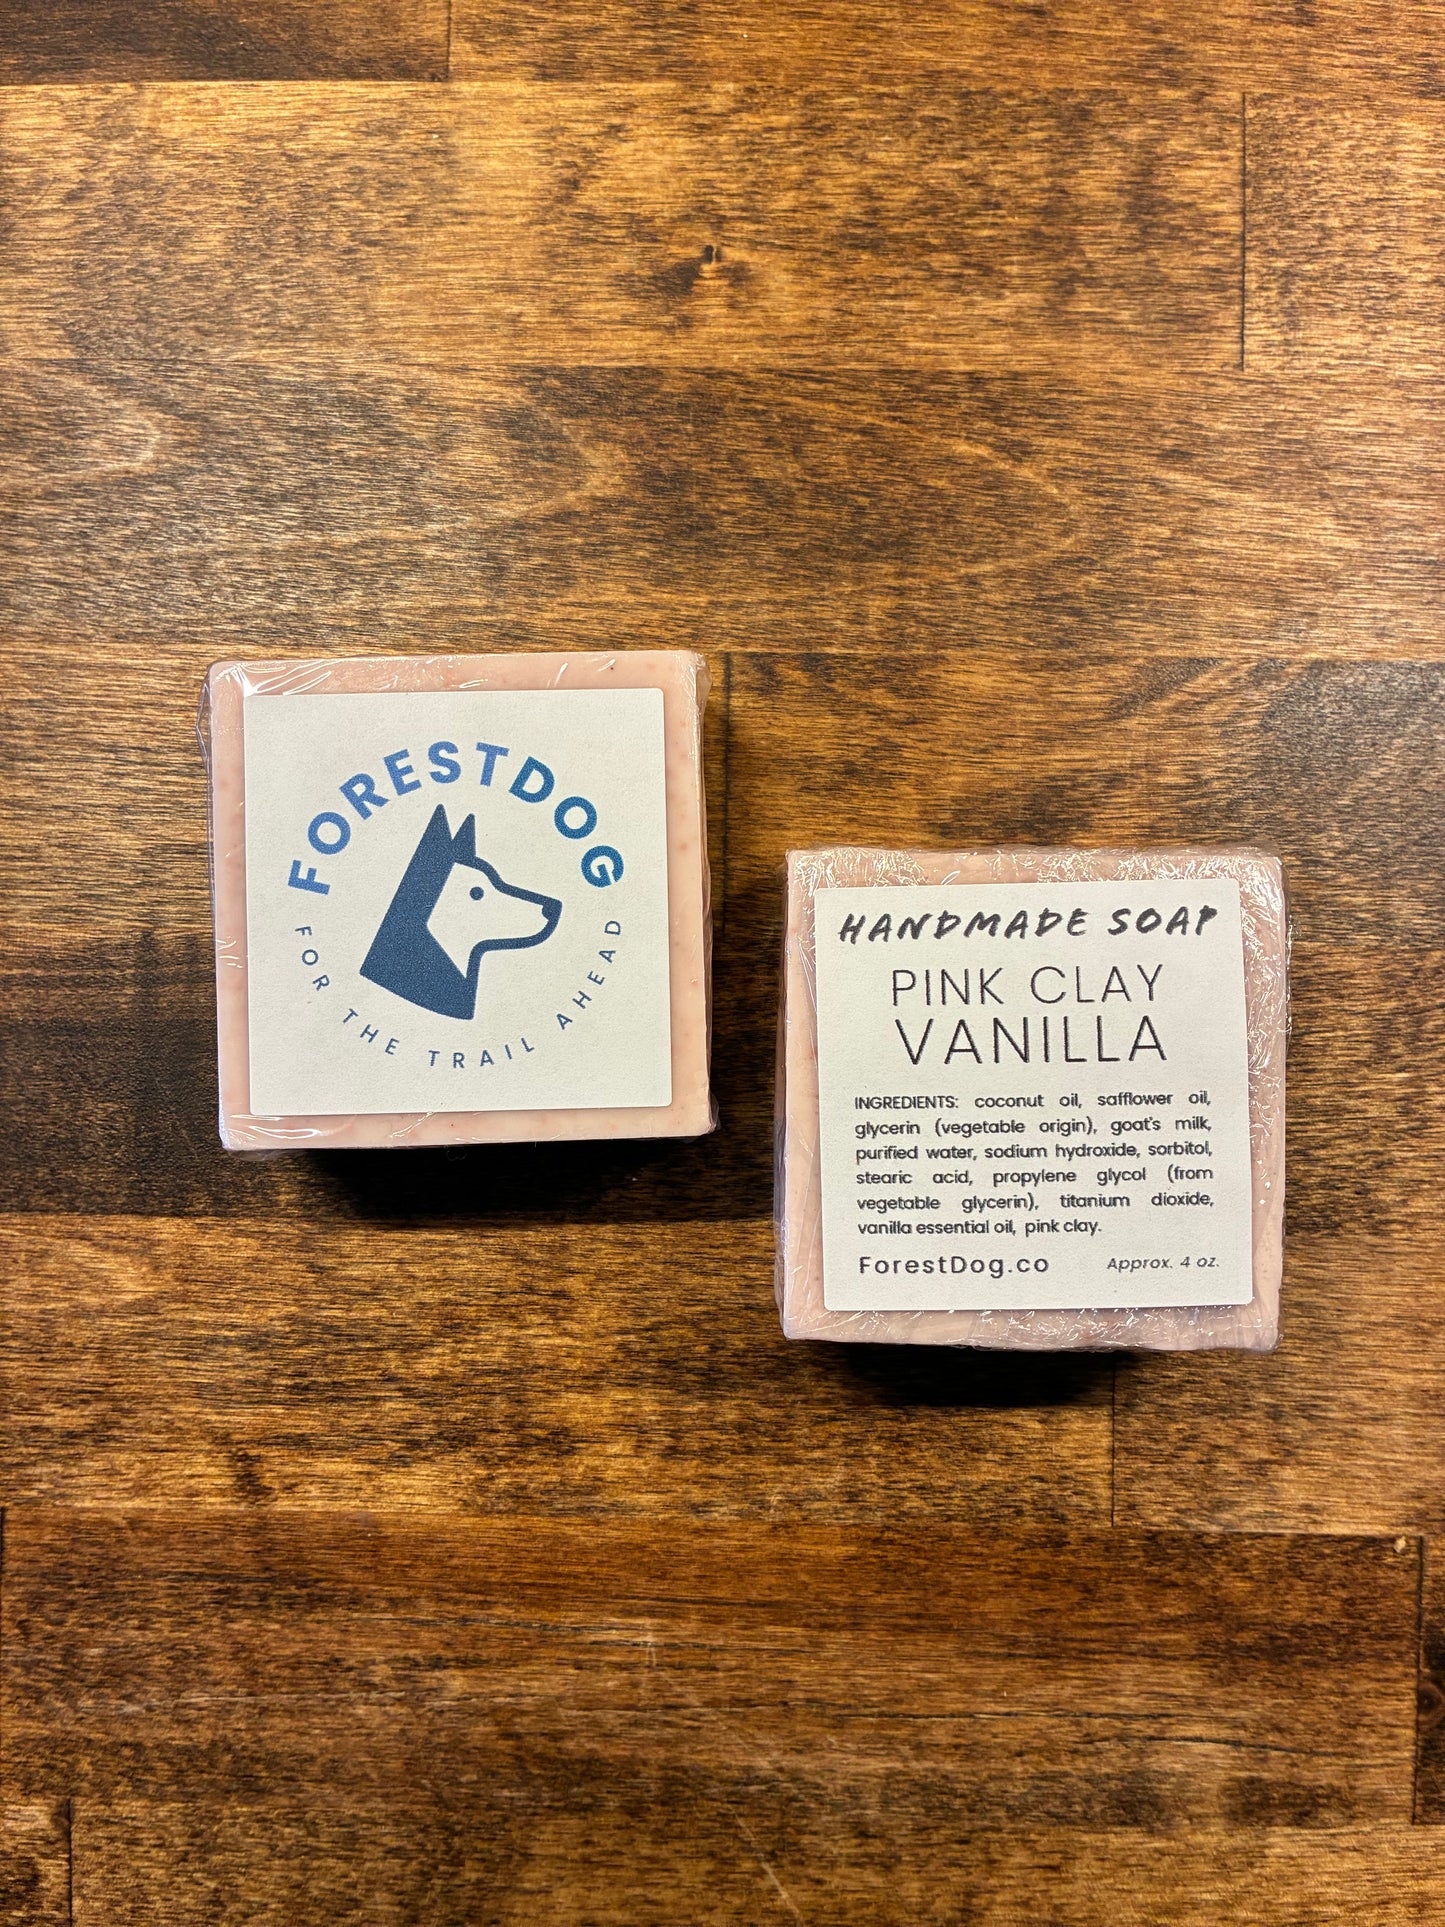 FORESTDOG
FOR THE TRAIL AHEAD
HANDMADE SOAP
PINK CLAY
VANILLA
INGREDIENTS: coconut oil, safflower oil,
glycerin (vegetable origin), goat's milk,
purified water, sodium hydroxide, sorbitol,
stearic acid, propylene glycol (from
vegetable glycerin), titanium dioxide,
vanilla essential oil, pink clay.
ForestDog.co Approx. 4 oz.